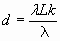 d = λLk / λ